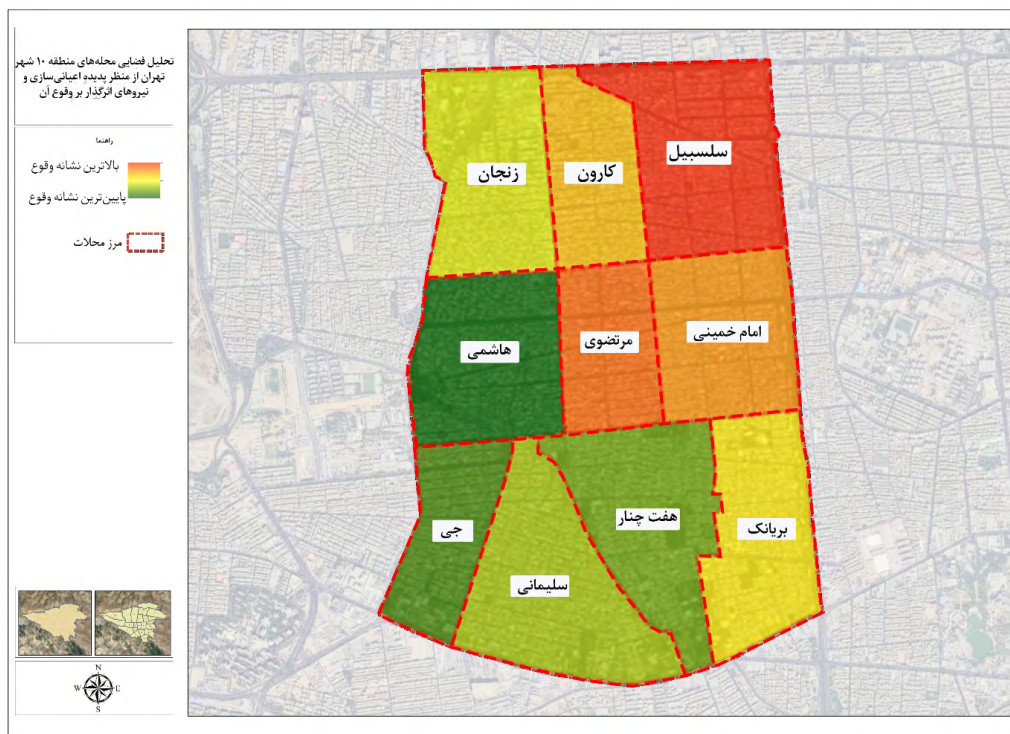 تحلیل فضایی محله‌های منطقه ۱۰ شهر
تهران از منظر پدیده اعیانی‌سازی و
نیروهای اثرگذار بر وقوع آن
راهنما
بالاترین نشانه وقوع
پایین‌ترین نشانه وقوع
مرز محلات
سلسبیل
کارون
زنجان
امام خمینی
مرتضوی
هاشمی
بریانک
هفت چنار
سلیمانی
جی
N
W E
S